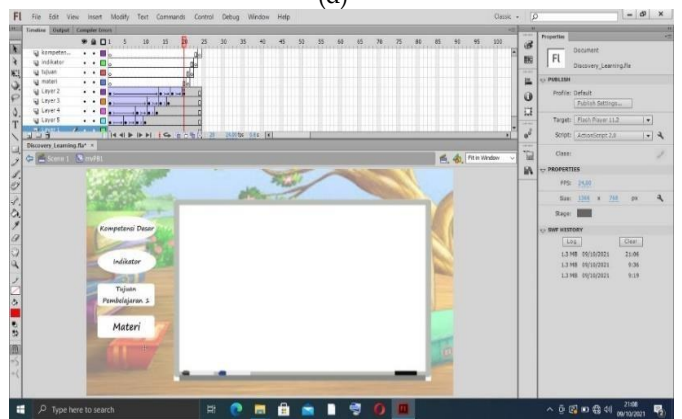 (a)
Fl File Edit View Insert Modify Text Commands Control Debug Window Help Classic
Timeline Output Compiler Errors
5 10 15 20 25 30 35 40 45 50 55 60 65 70 75 80 85 90 95 100
kompeten...
indikator
tujuan
materi
Layer 2
Layer 3
Layer 4
Layer 5
Discovery_Learning.fla*
Scene 1 Fit in Window
Kompetensi Dasar
Indikator
Tujuan
Pembelajaran 1
Materi
Properties
Document
Fl
Discovery_Learning.fla
PUBLISH
Profile: Default
Publish Settings...
Target: Flash Player 11.2
Script: ActionScript 2.0
Class:
PROPERTIES
FPS: 24,00
Size: px
Stage:
SWF HISTORY
Log Clear
1,3 MB 09/10/2021 21:06
1,3 MB 09/10/2021 9:36
1,3 MB 09/10/2021 9:19
Type here to search
21:08
09/10/2021